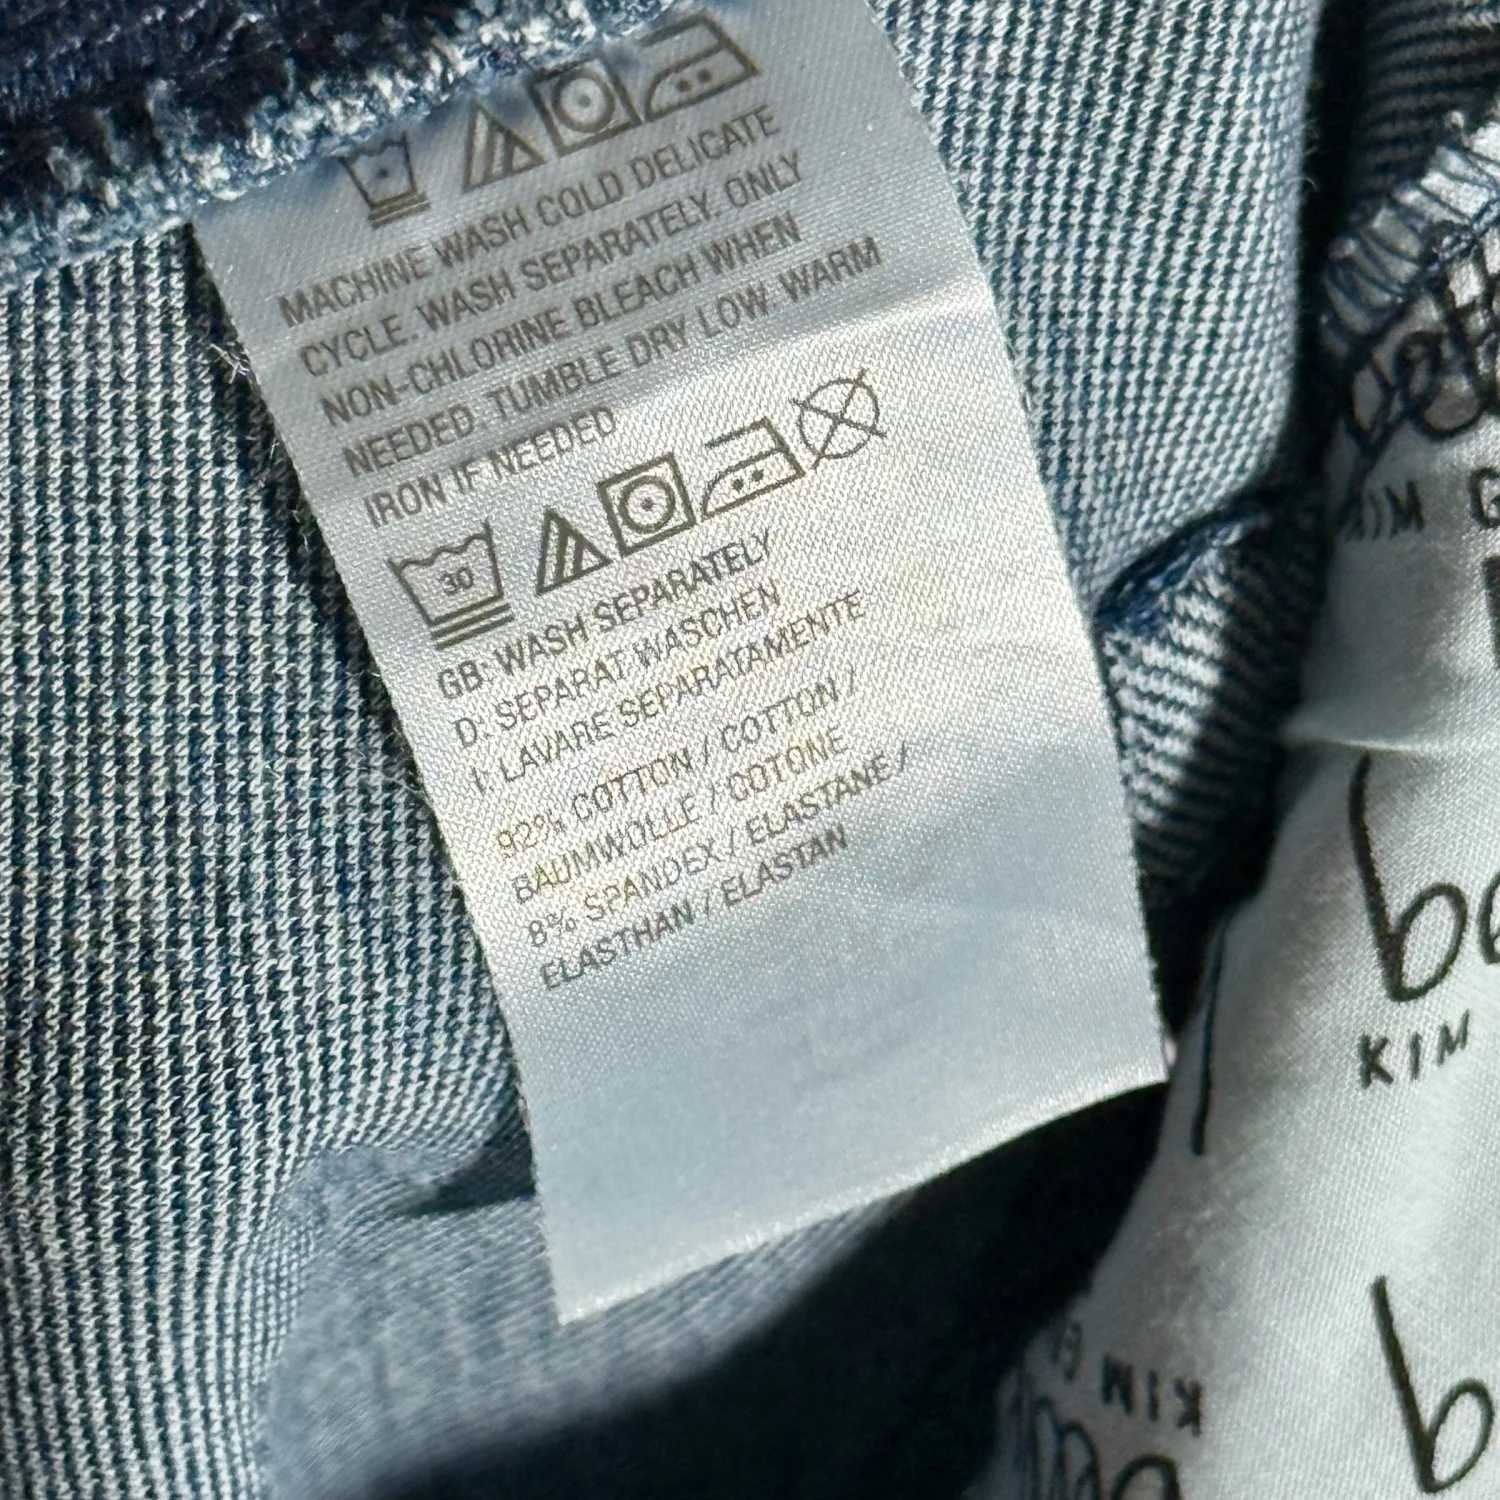 MACHINE WASH COLD DELICATE
CYCLE. WASH SEPARATELY. ONLY
NON-CHLORINE BLEACH WHEN
NEEDED. TUMBLE DRY LOW. WARM
IRON IF NEEDED
30
GB: WASH SEPARATELY
D: SEPARAT WASCHEN
I: LAVARE SEPARATAMENTE
92% COTTON / COTTON /
BAUMWOLLE / COTONE
8% SPANDEX / ELASTANE /
ELASTHAN / ELASTAN
KIM
KIM